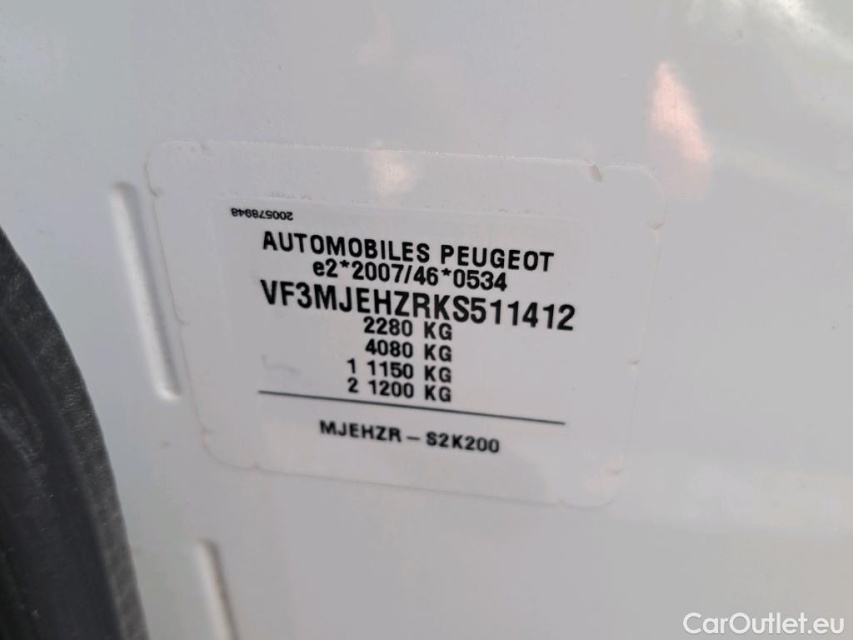 200578948
AUTOMOBILES PEUGEOT
e2*2007/46*0534
VF3MJEHZRKS511412
2280 KG
4080 KG
1 1150 KG
2 1200 KG
MJEHZR – S2K200
CarOutlet.eu